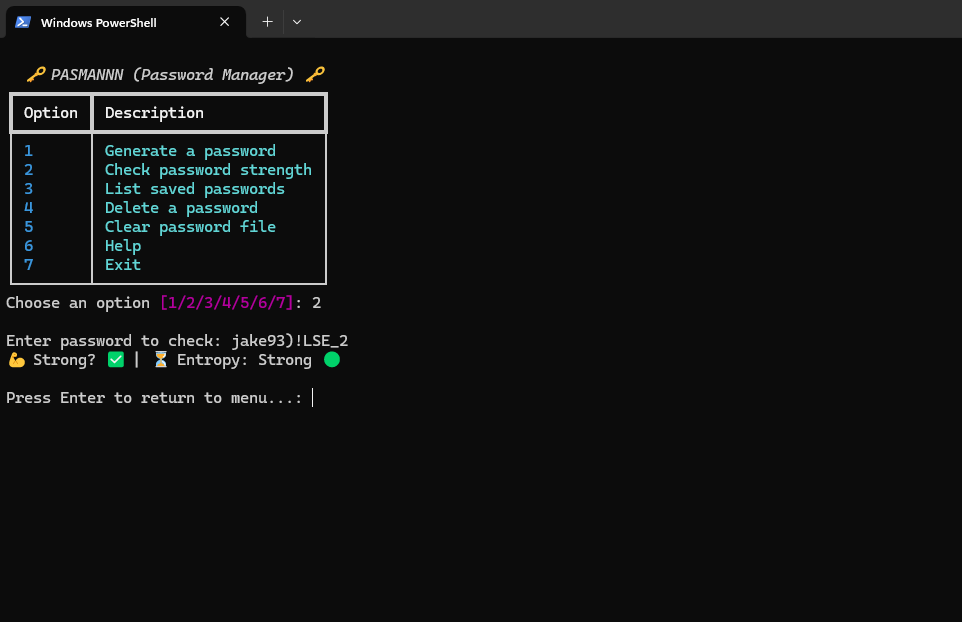 Windows PowerShell
🔑 PASMANNN (Password Manager) 🔑
Option Description
1 Generate a password
2 Check password strength
3 List saved passwords
4 Delete a password
5 Clear password file
6 Help
7 Exit
Choose an option [1/2/3/4/5/6/7]: 2
Enter password to check: jake93)!LSE_2
💪 Strong? ✅ | ⏳ Entropy: Strong 🟢
Press Enter to return to menu...: